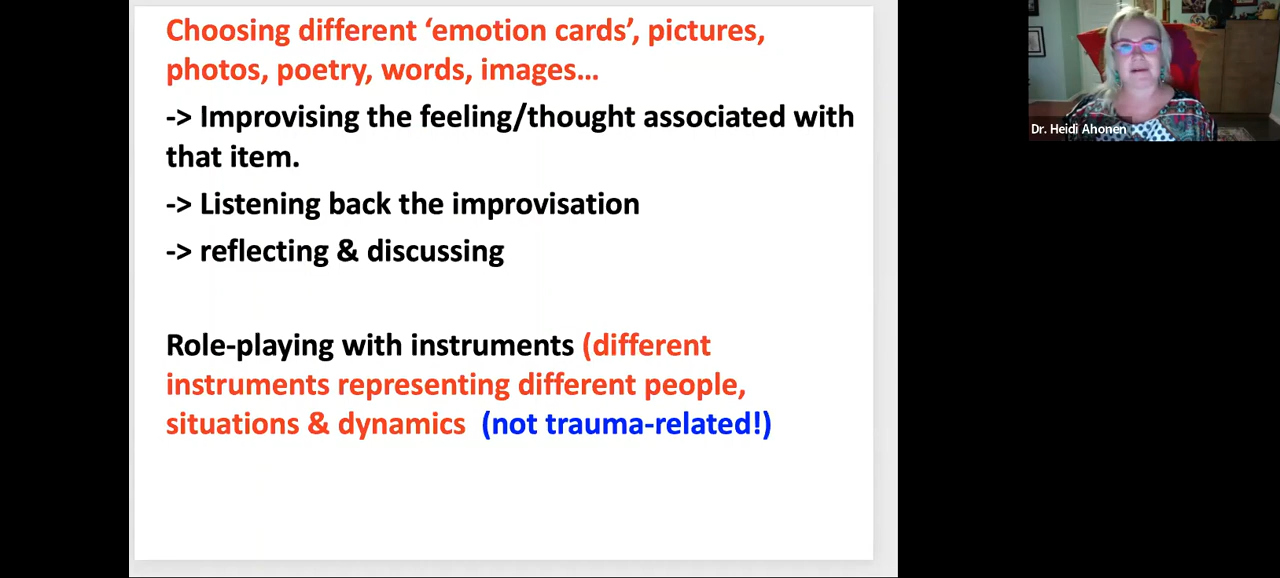 Choosing different ‘emotion cards’, pictures,
photos, poetry, words, images…
-> Improvising the feeling/thought associated with
that item.
-> Listening back the improvisation
-> reflecting & discussing
Role-playing with instruments (different
instruments representing different people,
situations & dynamics (not trauma-related!)
Dr. Heidi Ahonen